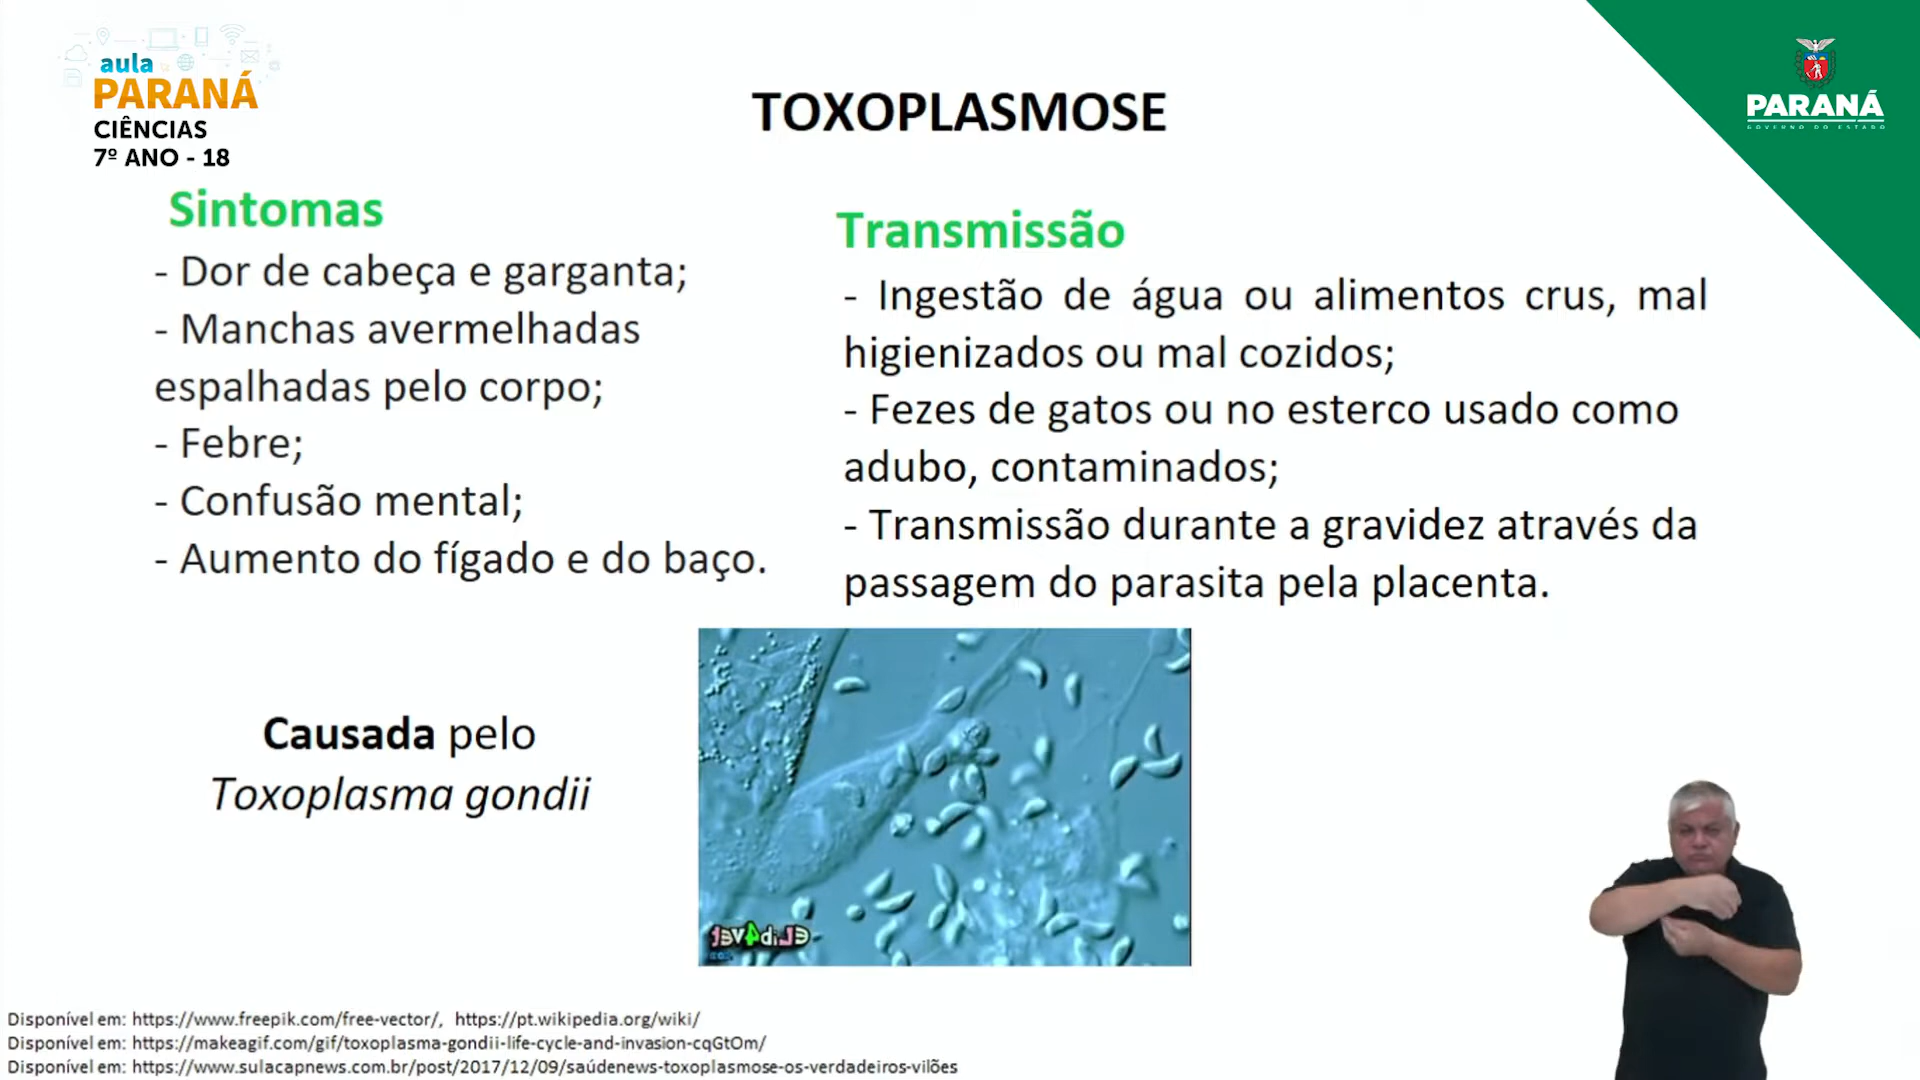 aula
PARANÁ
CIÊNCIAS
7º ANO - 18
TOXOPLASMOSE
PARANÁ
GOVERNO DO ESTADO
Sintomas
- Dor de cabeça e garganta;
- Manchas avermelhadas
espalhadas pelo corpo;
- Febre;
- Confusão mental;
- Aumento do fígado e do baço.
Transmissão
- Ingestão de água ou alimentos crus, mal
higienizados ou mal cozidos;
- Fezes de gatos ou no esterco usado como
adubo, contaminados;
- Transmissão durante a gravidez através da
passagem do parasita pela placenta.
Causada pelo
Toxoplasma gondii
Disponível em: https://www.freepik.com/free-vector/, https://pt.wikipedia.org/wiki/
Disponível em: https://makeagif.com/gif/toxoplasma-gondii-life-cycle-and-invasion-cqGtOm/
Disponível em: https://www.sulacapnews.com.br/post/2017/12/09/saúdenews-toxoplasmose-os-verdadeiros-vilões